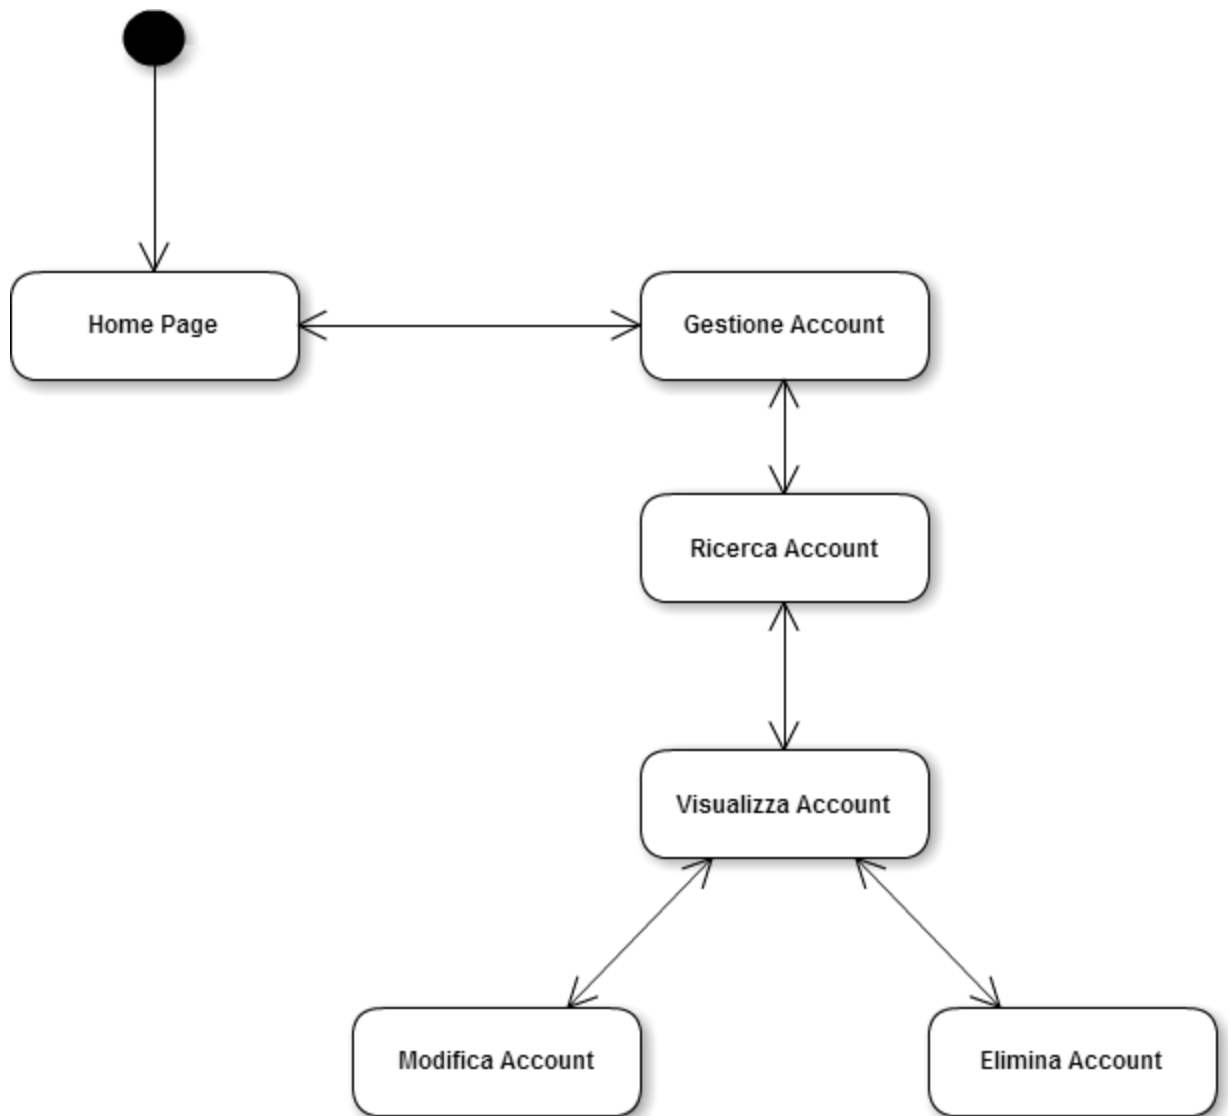 Home Page
Gestione Account
Ricerca Account
Visualizza Account
Modifica Account
Elimina Account